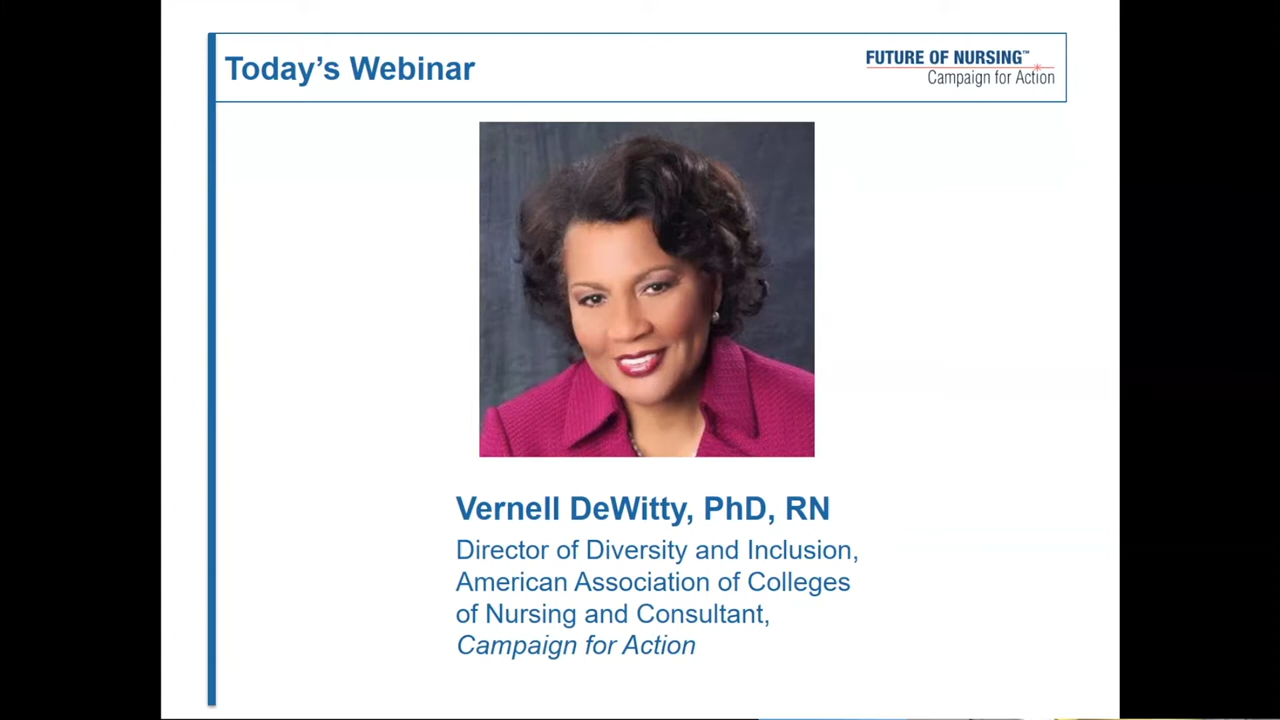 Today’s Webinar
FUTURE OF NURSING™
Campaign for Action
Vernell DeWitty, PhD, RN
Director of Diversity and Inclusion,
American Association of Colleges
of Nursing and Consultant,
Campaign for Action